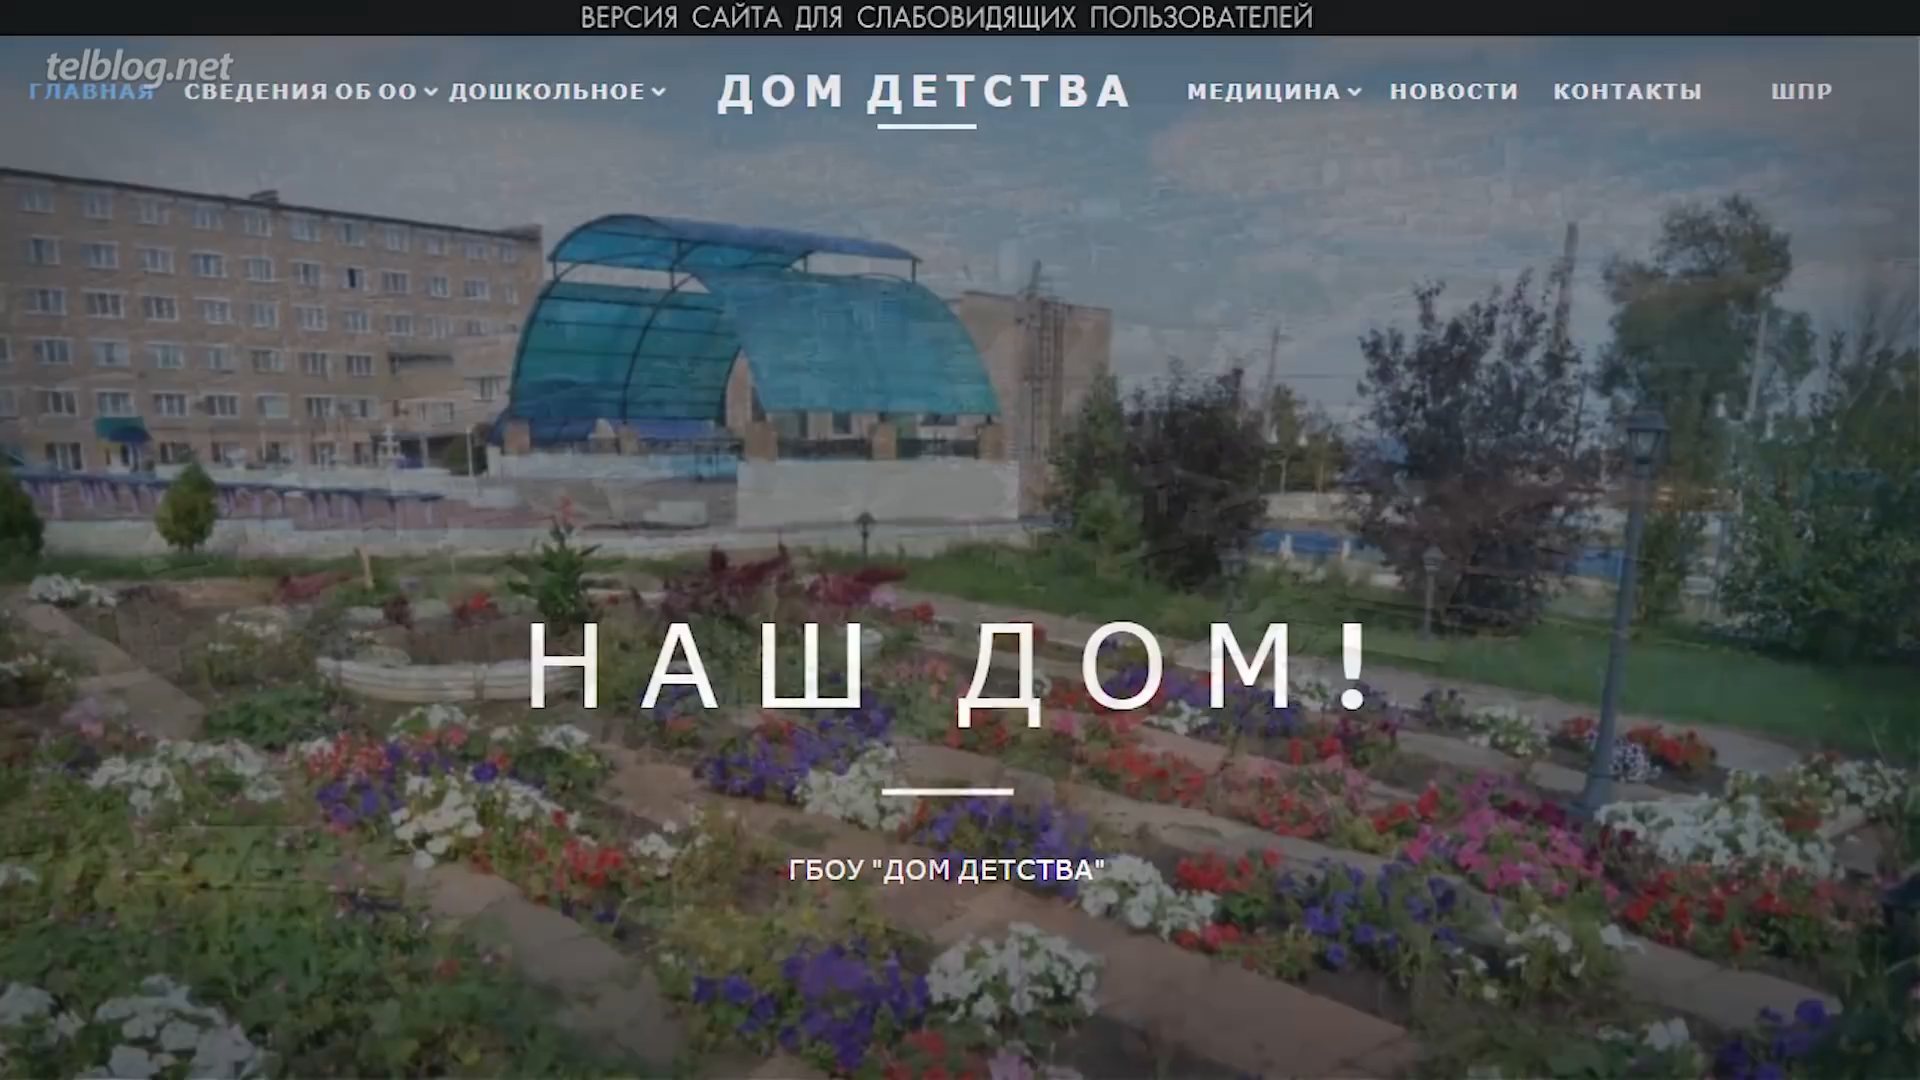 ВЕРСИЯ САЙТА ДЛЯ СЛАБОВИДЯЩИХ ПОЛЬЗОВАТЕЛЕЙ
telblog.net
ГЛАВНАЯ СВЕДЕНИЯ ОБ ОО ДОШКОЛЬНОЕ ДОМ ДЕТСТВА МЕДИЦИНА НОВОСТИ КОНТАКТЫ ШПР
НАШ ДОМ!
ГБОУ "ДОМ ДЕТСТВА"